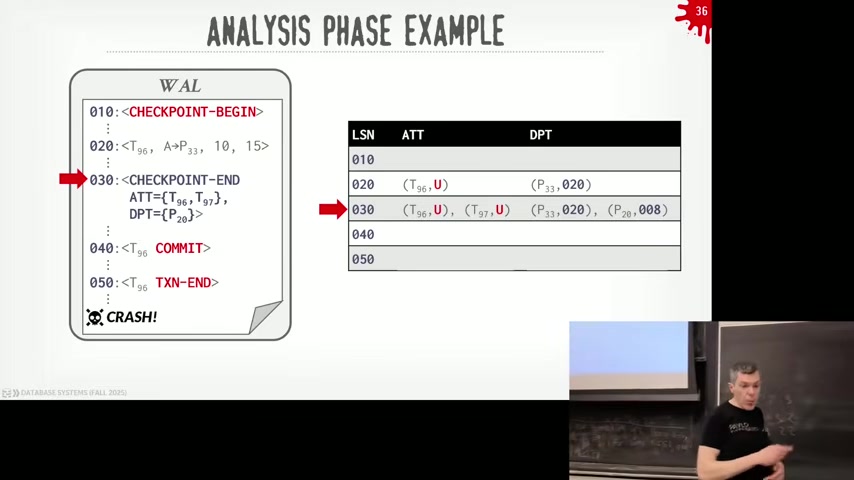 36
ANALYSIS PHASE EXAMPLE
WAL
010:<CHECKPOINT-BEGIN>
⋮
020:<T96, A→P33, 10, 15>
⋮
030:<CHECKPOINT-END
ATT={T96,T97},
DPT={P20}>
⋮
040:<T96 COMMIT>
⋮
050:<T96 TXN-END>
⋮
CRASH!
LSN ATT DPT
010
020 (T96,U) (P33,020)
030 (T96,U), (T97,U) (P33,020), (P20,008)
040
050
DATABASE SYSTEMS (FALL 2025)